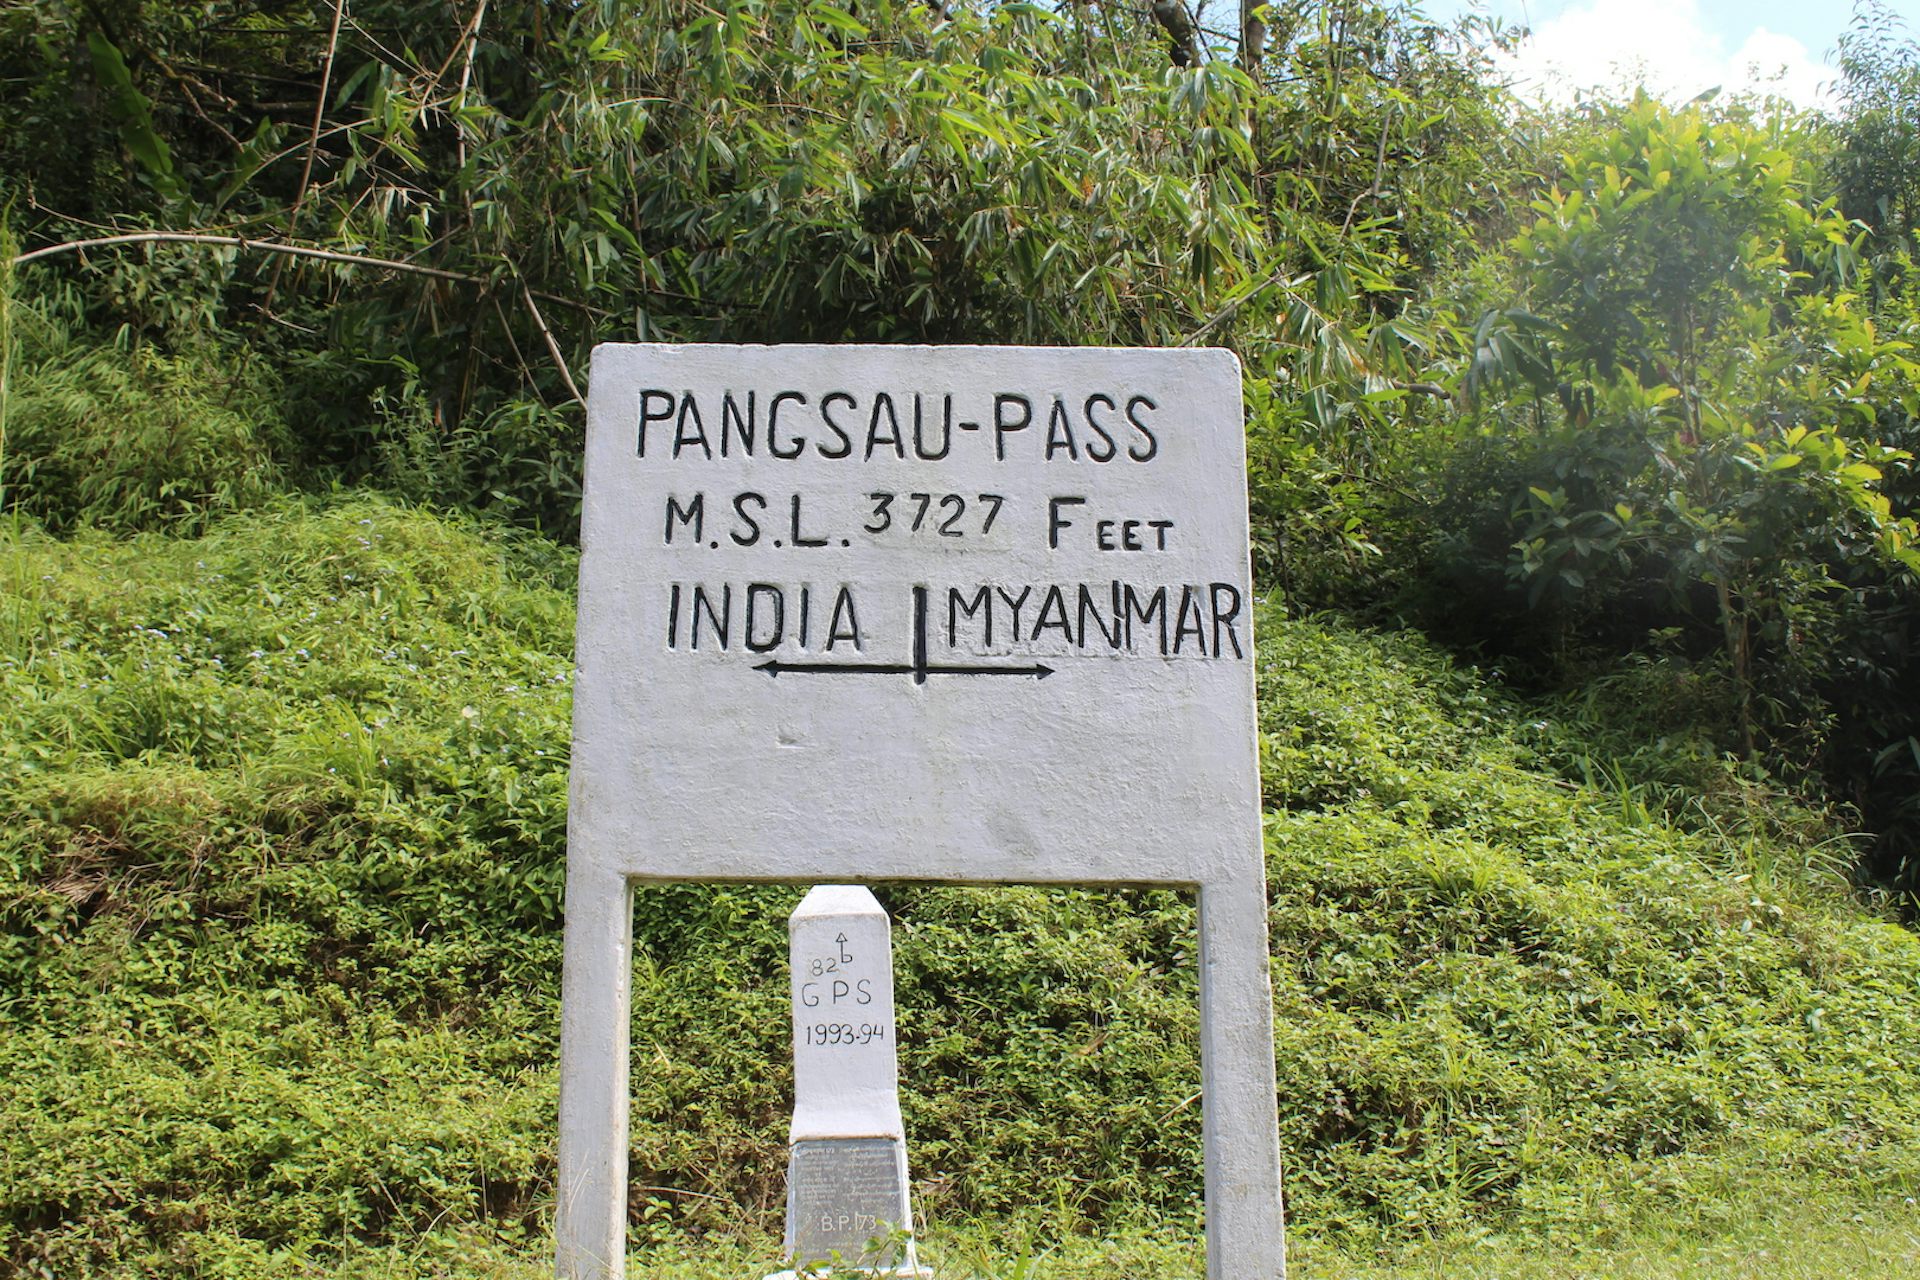 PANGSAU-PASS
M.S.L. 3727 FEET
INDIA MYANMAR
82
GPS
1993-94
B.P.173